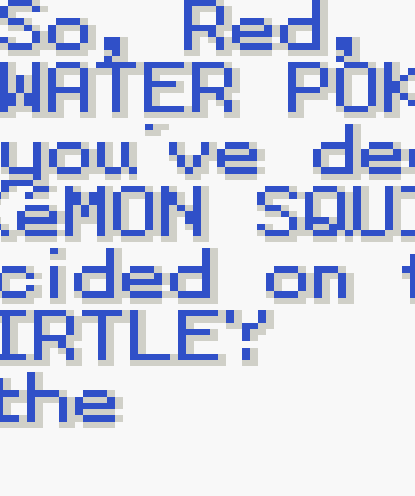 So, Red,
WATER POK
you've de
éMON SQU
cided on
IRTLE?
the